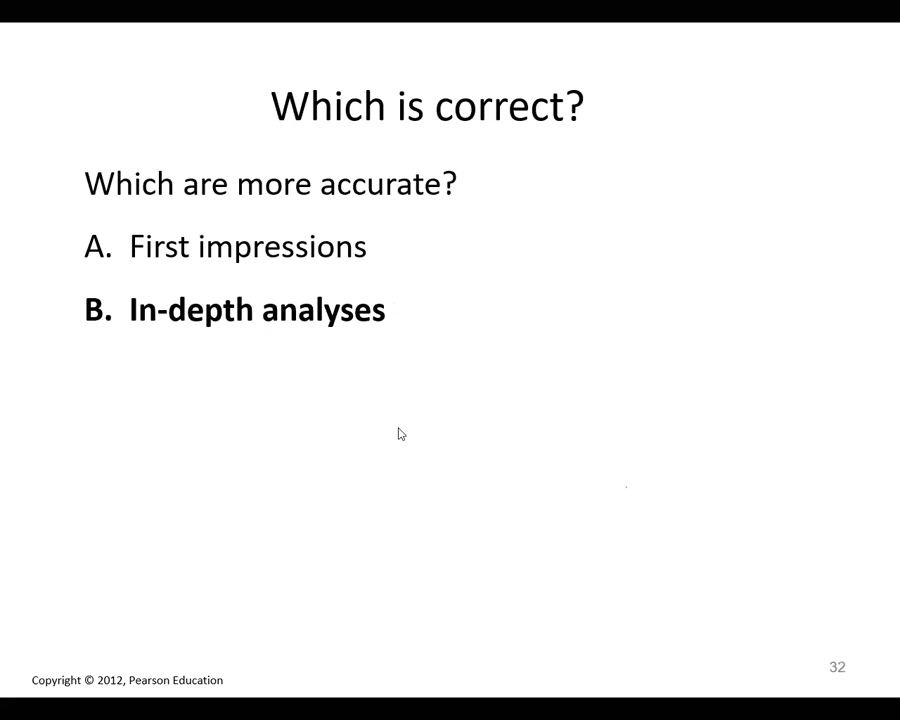 Which is correct?
Which are more accurate?
A. First impressions
B. In-depth analyses
32
Copyright © 2012, Pearson Education